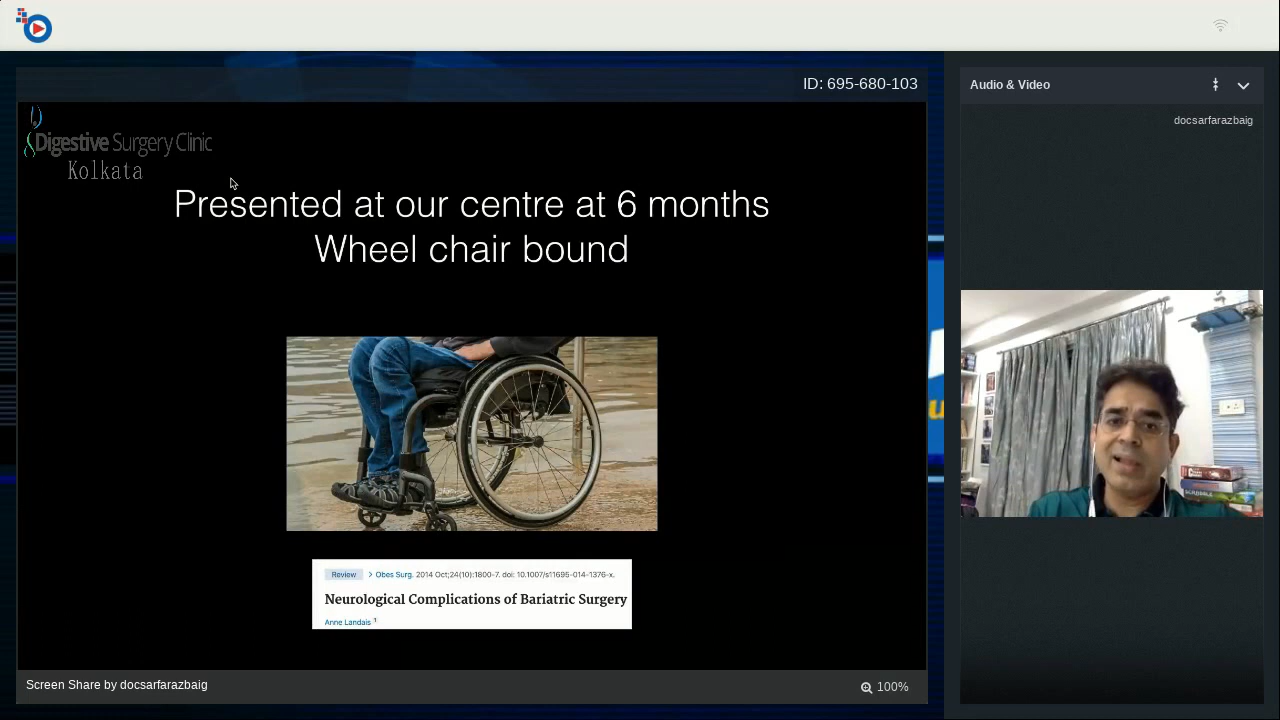 ID: 695-680-103
Audio & Video
docsarfarazbaig
Digestive Surgery Clinic
Kolkata
Presented at our centre at 6 months
Wheel chair bound
Review > Obes Surg. 2014 Oct;24(10):1800-7. doi: 10.1007/s11695-014-1376-x.
Neurological Complications of Bariatric Surgery
Anne Landais 1
SCRABBLE
Screen Share by docsarfarazbaig
100%